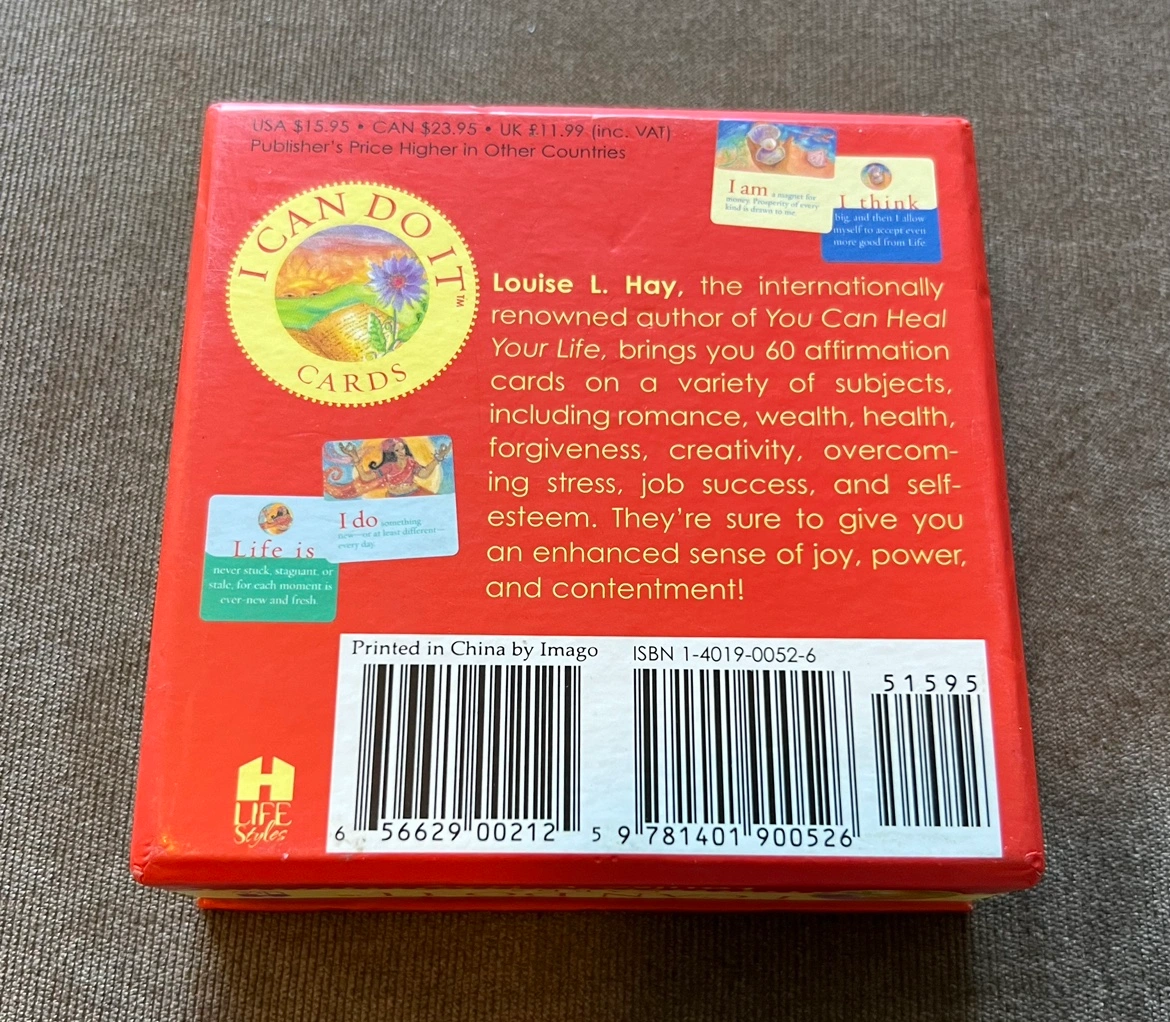 USA $15.95 • CAN $23.95 • UK £11.99 (inc. VAT)
Publisher's Price Higher in Other Countries
I CAN DO IT™
CARDS
I am a magnet for
money. Prosperity of every
kind is drawn to me
I think
big, and then I allow
myself to accept even
more good from Life
Louise L. Hay, the internationally
renowned author of You Can Heal
Your Life, brings you 60 affirmation
cards on a variety of subjects,
including romance, wealth, health,
forgiveness, creativity, overcom-
ing stress, job success, and self-
esteem. They're sure to give you
an enhanced sense of joy, power,
and contentment!
I do something
new—or at least different—
every day.
Life is
never stuck, stagnant, or
stale, for each moment is
ever-new and fresh.
Printed in China by Imago
ISBN 1-4019-0052-6
51595
6 56629 00212 5
9 781401 900526
H
LIFE
Styles